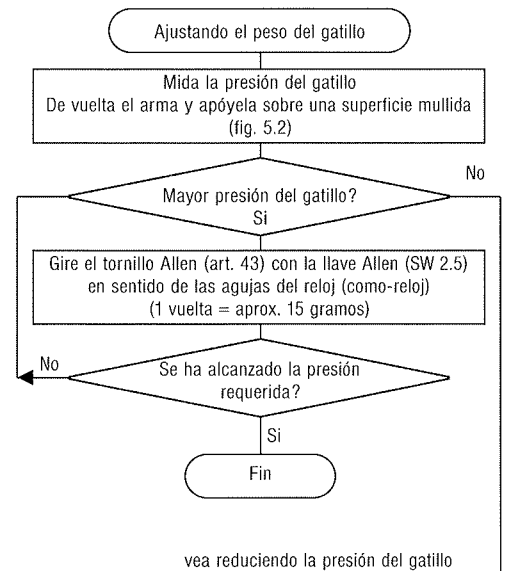 Ajustando el peso del gatillo
Mida la presión del gatillo
De vuelta el arma y apóyela sobre una superficie mullida
(fig. 5.2)
No
Mayor presión del gatillo?
Si
Gire el tornillo Allen (art. 43) con la llave Allen (SW 2.5)
en sentido de las agujas del reloj (como-reloj)
(1 vuelta = aprox. 15 gramos)
No
Se ha alcanzado la presión
requerida?
Si
Fin
vea reduciendo la presión del gatillo